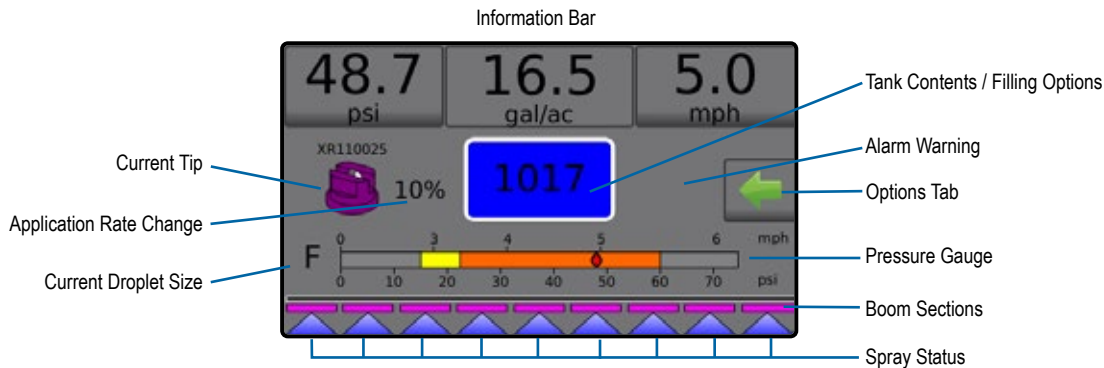 Information Bar
48.7
psi
16.5
gal/ac
5.0
mph
Tank Contents / Filling Options
XR110025
Current Tip
10%
1017
Alarm Warning
Options Tab
Application Rate Change
0 3 4 5 6 mph
F
Pressure Gauge
Current Droplet Size
0 10 20 30 40 50 60 70 psi
Boom Sections
Spray Status